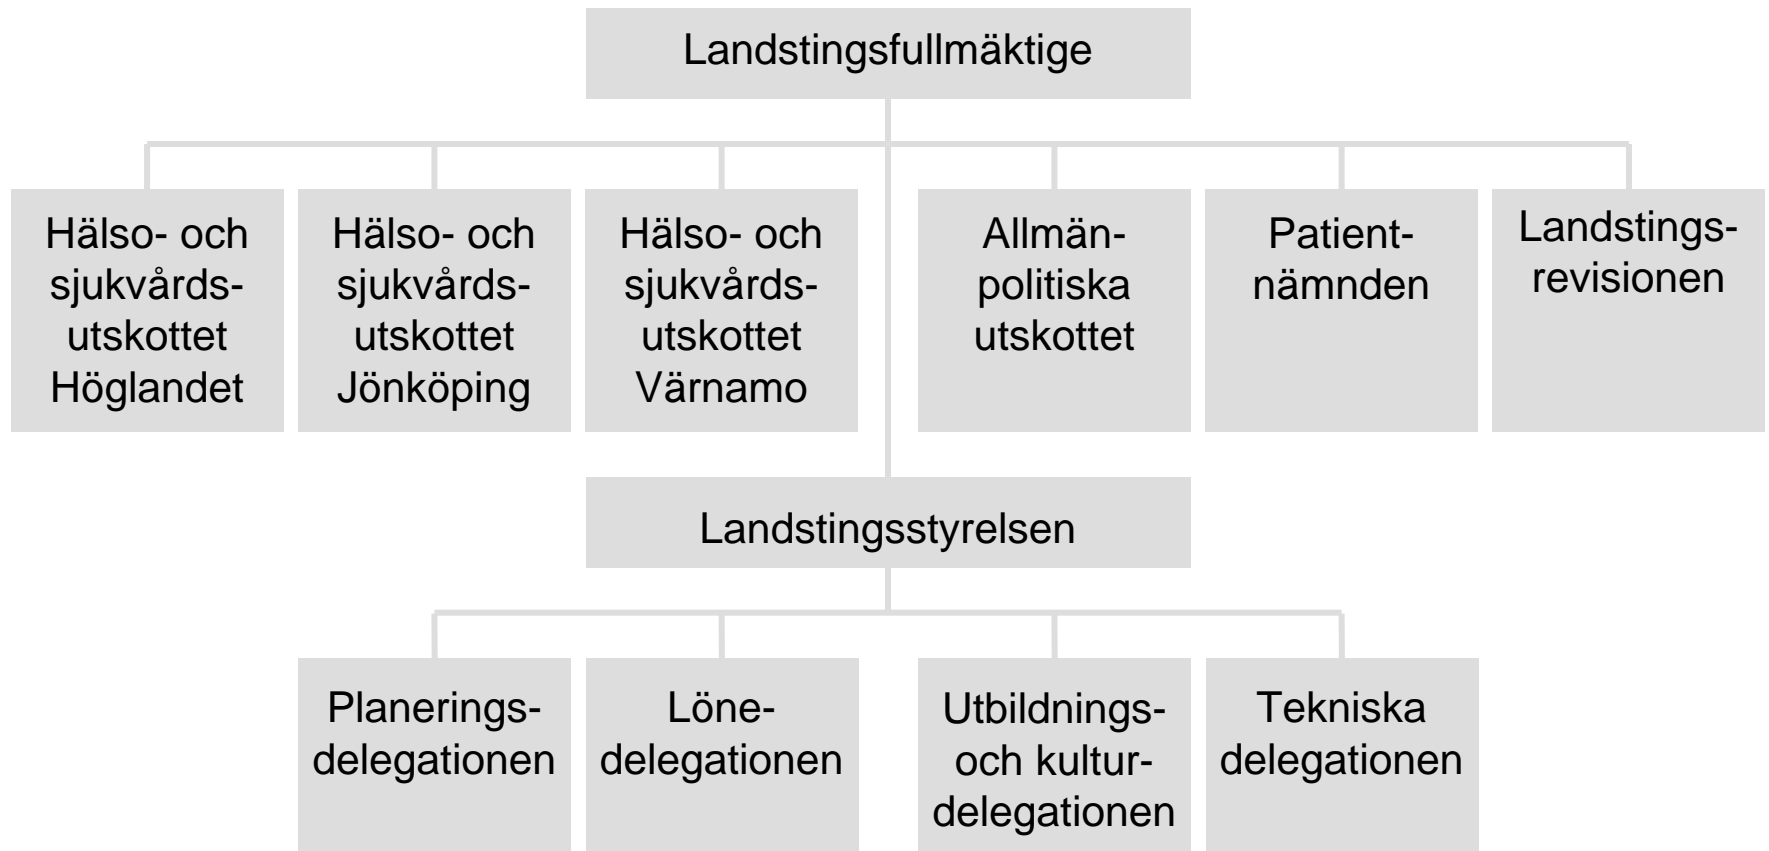 Landstingsfullmäktige
Hälso- och
sjukvårds-
utskottet
Höglandet
Hälso- och
sjukvårds-
utskottet
Jönköping
Hälso- och
sjukvårds-
utskottet
Värnamo
Allmän-
politiska
utskottet
Patient-
nämnden
Landstings-
revisionen
Landstingsstyrelsen
Planerings-
delegationen
Löne-
delegationen
Utbildnings-
och kultur-
delegationen
Tekniska
delegationen